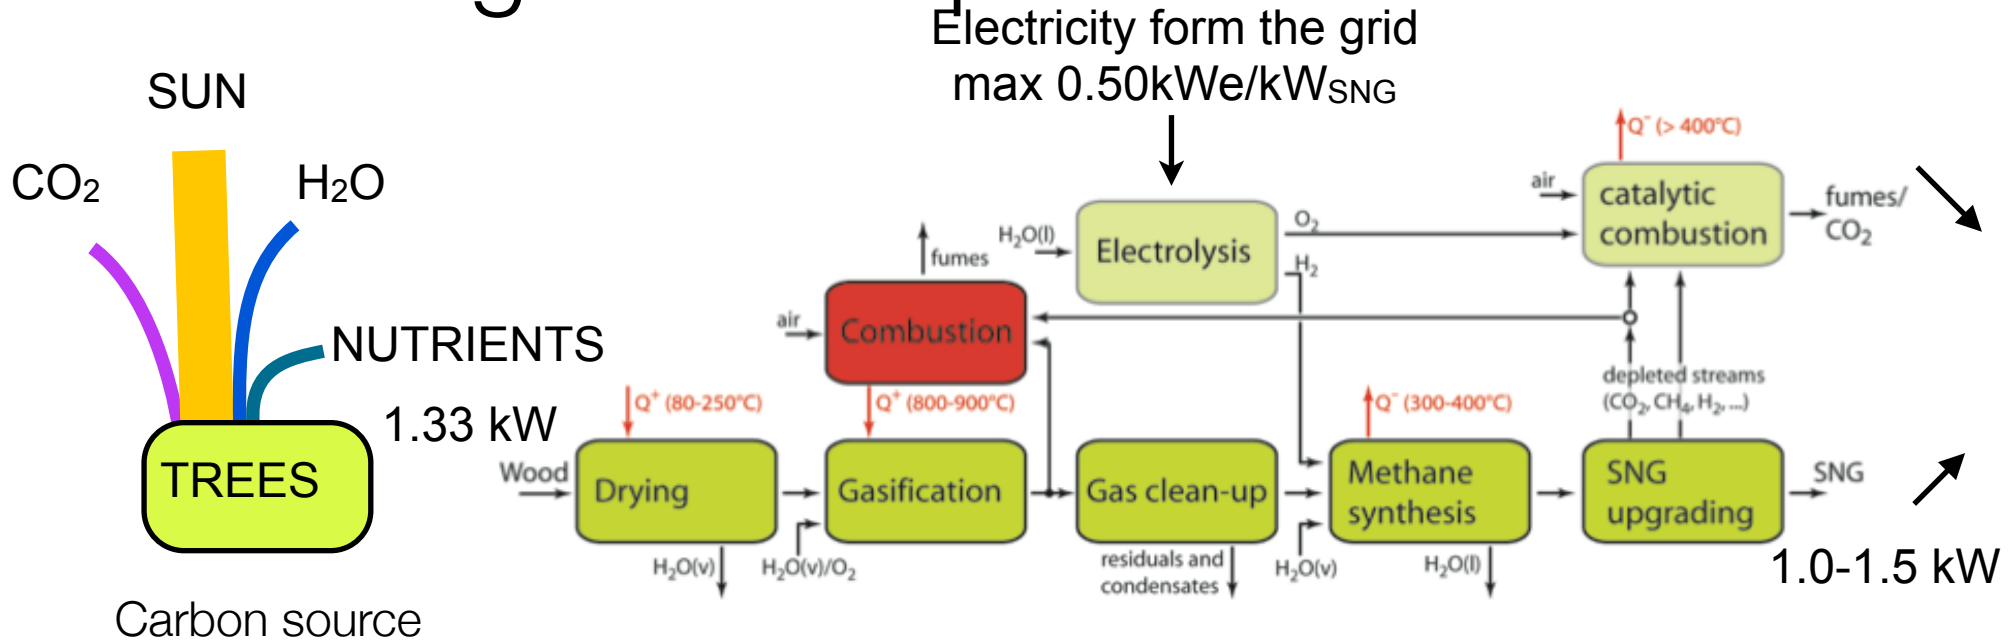 Electricity form the grid
max 0.50kWe/kWSNG
SUN
CO2
H2O
NUTRIENTS
1.33 kW
TREES
Carbon source
Q⁻ (> 400°C)
air
catalytic
combustion
fumes/
CO2
H2O(l)
Electrolysis
O2
H2
fumes
air
Combustion
depleted streams
(CO2, CH4, H2, ...)
Q⁺ (80-250°C)
Q⁺ (800-900°C)
Q⁻ (300-400°C)
Wood
Drying
Gasification
Gas clean-up
Methane
synthesis
SNG
upgrading
SNG
H2O(v)
H2O(v)/O2
residuals and
condensates
H2O(v)
H2O(l)
1.0-1.5 kW